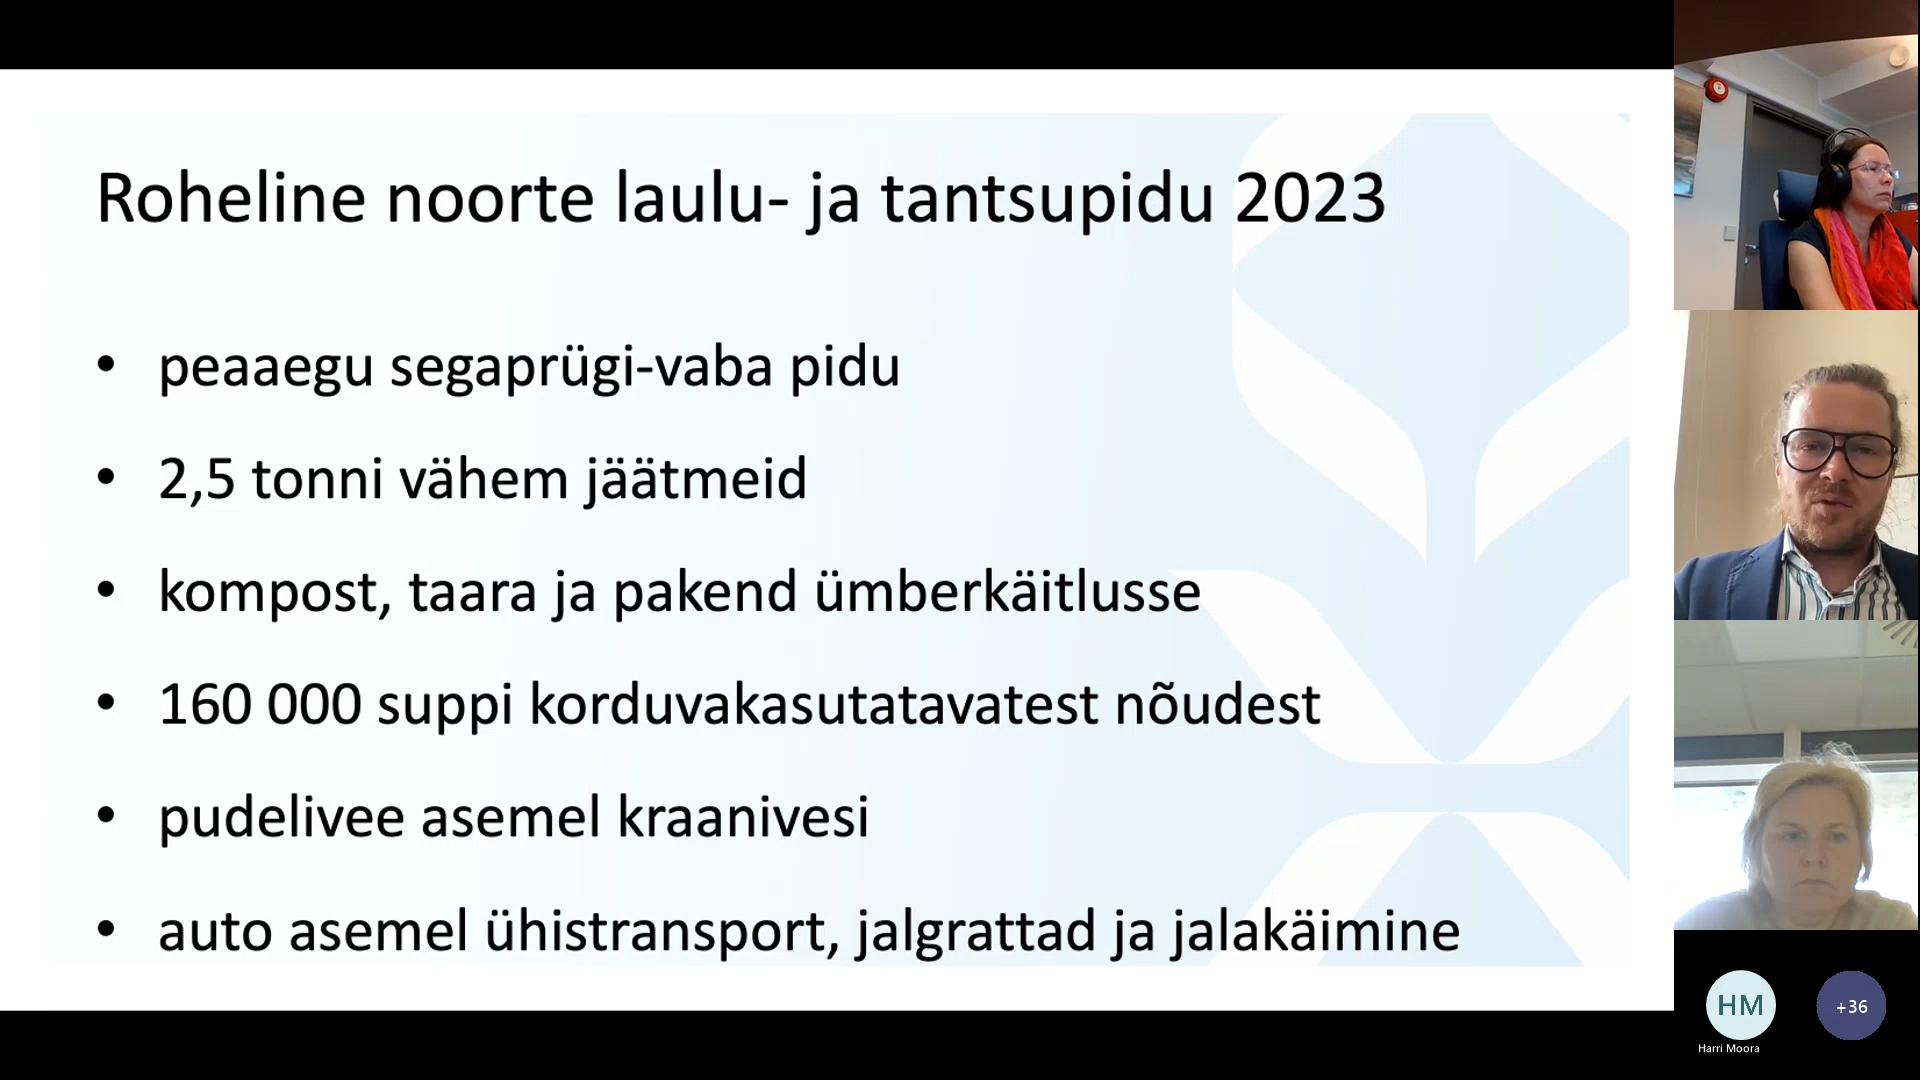 Roheline noorte laulu- ja tantsupidu 2023
• peaaegu segaprügi-vaba pidu
• 2,5 tonni vähem jäätmeid
• kompost, taara ja pakend ümberkäitlusse
• 160 000 suppi korduvakasutatavatest nõudest
• pudelivee asemel kraanivesi
• auto asemel ühistransport, jalgrattad ja jalakäimine
HM
+36
Harri Moora